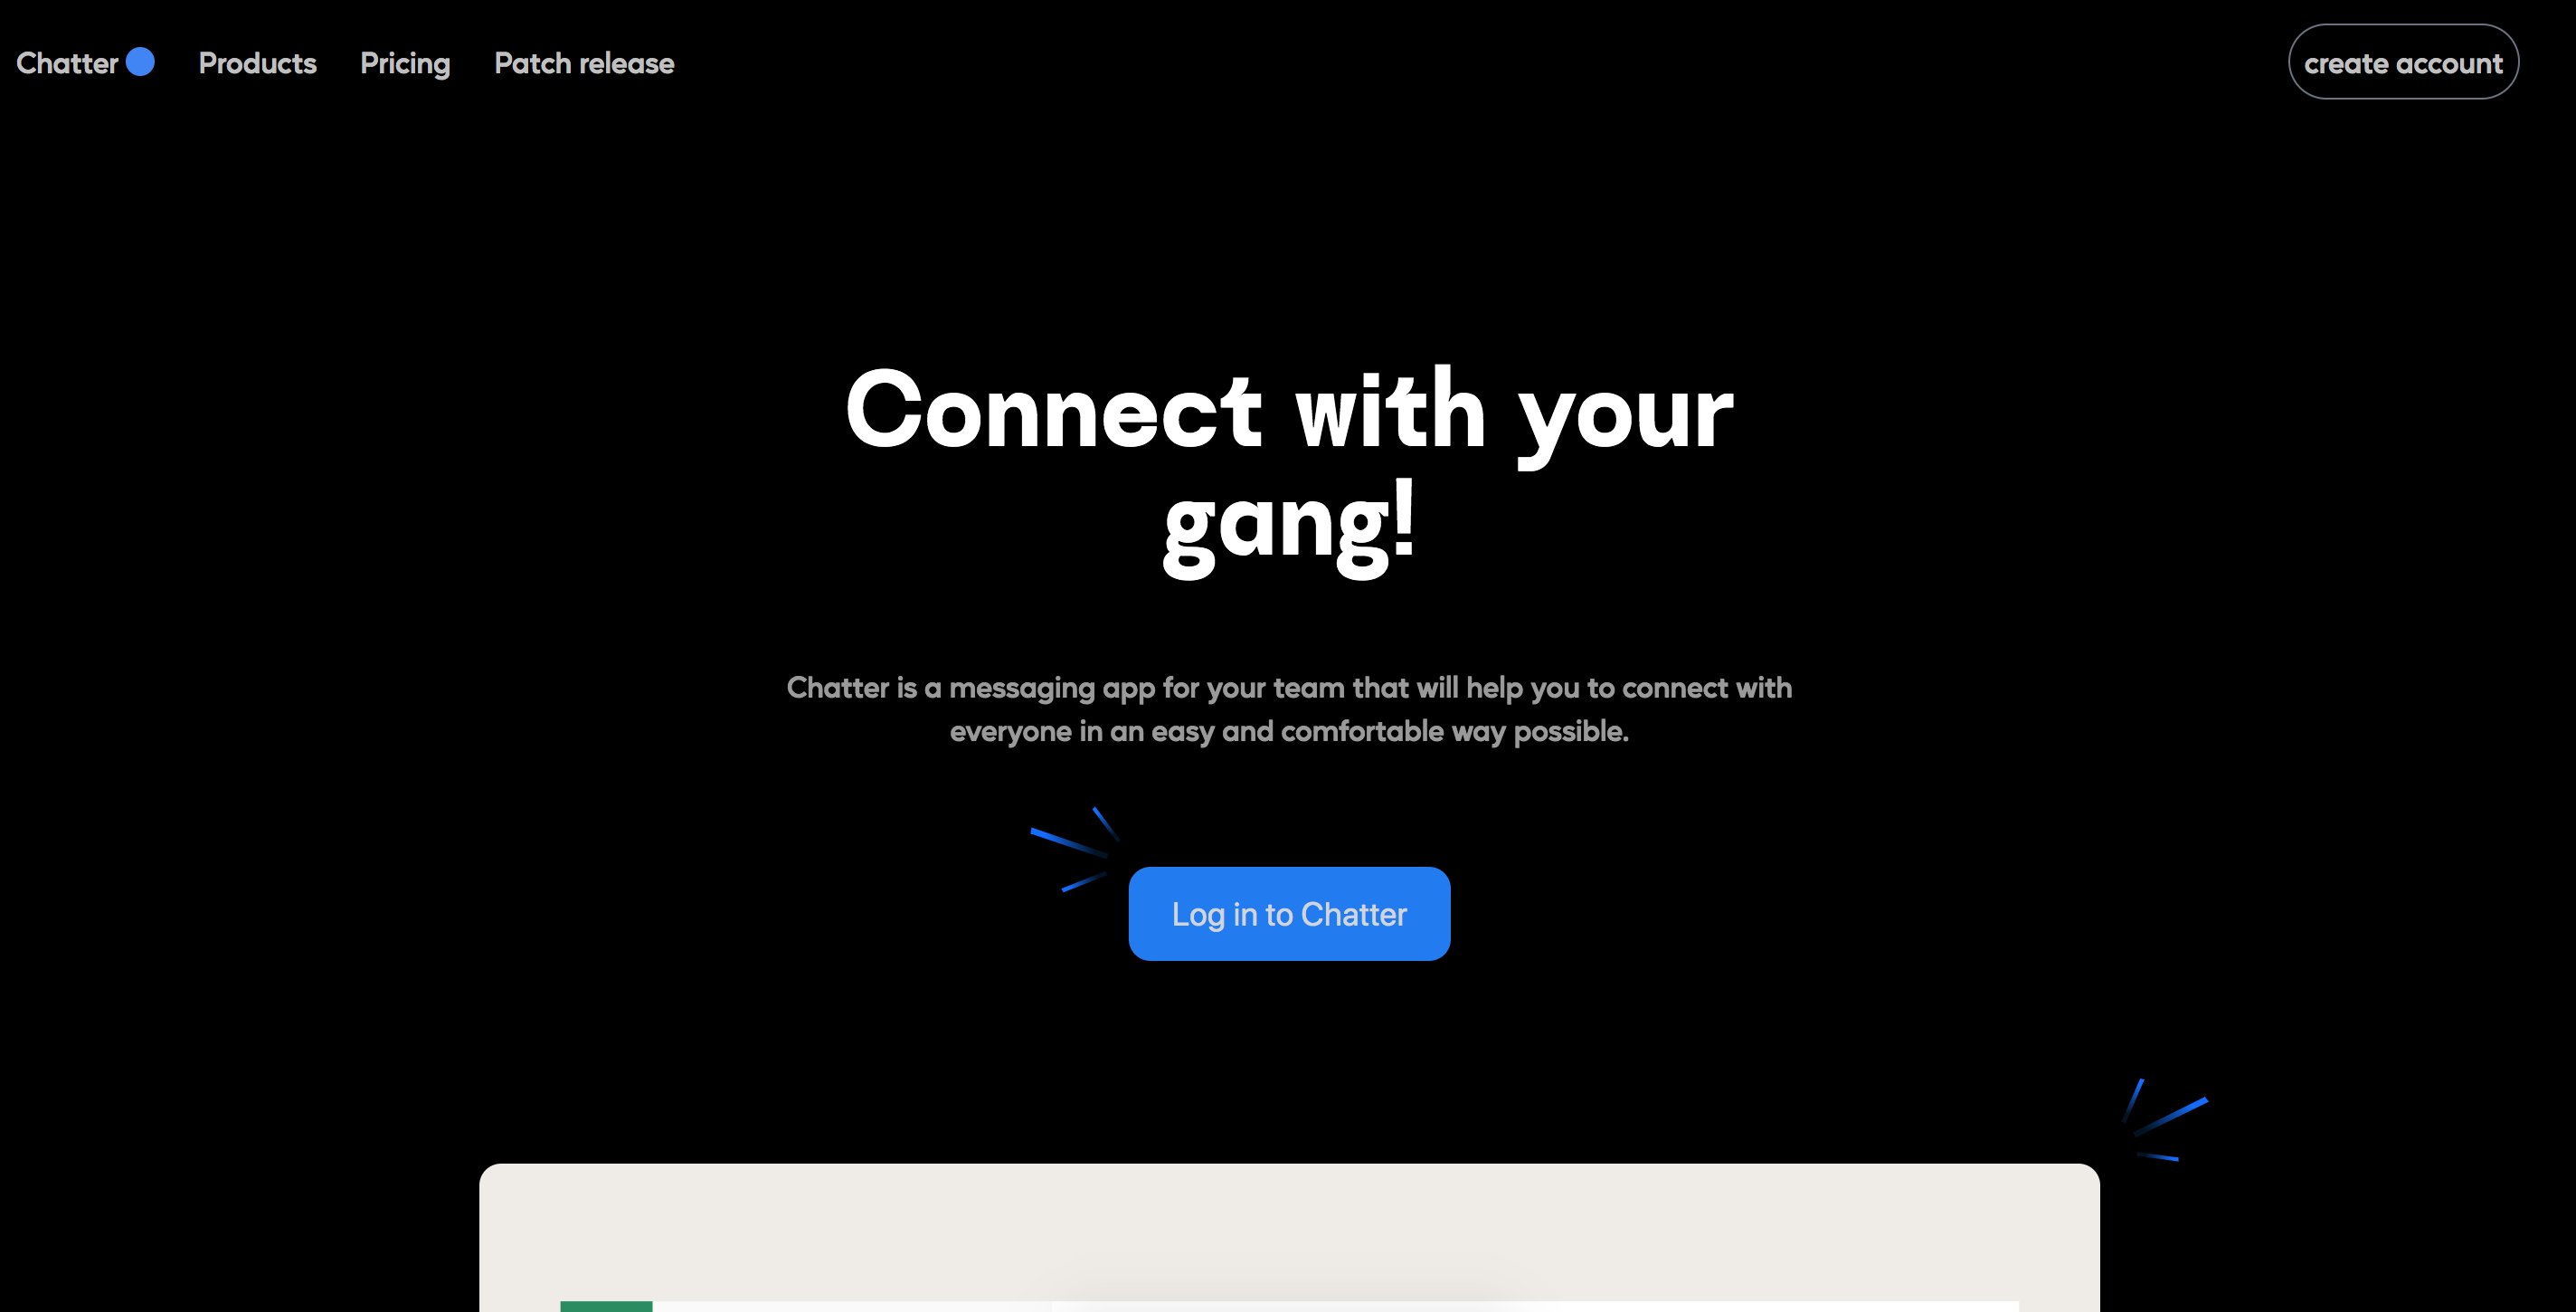 Chatter
Products
Pricing
Patch release
create account
Connect with your
gang!
Chatter is a messaging app for your team that will help you to connect with
everyone in an easy and comfortable way possible.
Log in to Chatter